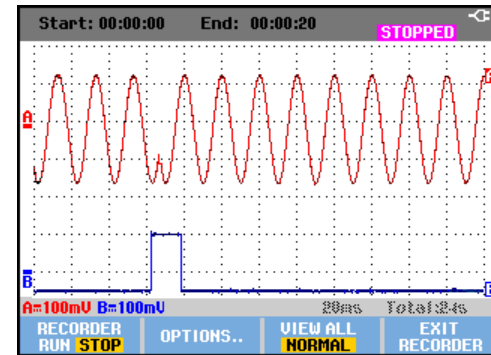 Start: 00:00:00 End: 00:00:20
STOPPED
A
B
A=100mV B=100mV 20ms Total:24s
RECORDER
RUN STOP
OPTIONS..
VIEW ALL
NORMAL
EXIT
RECORDER